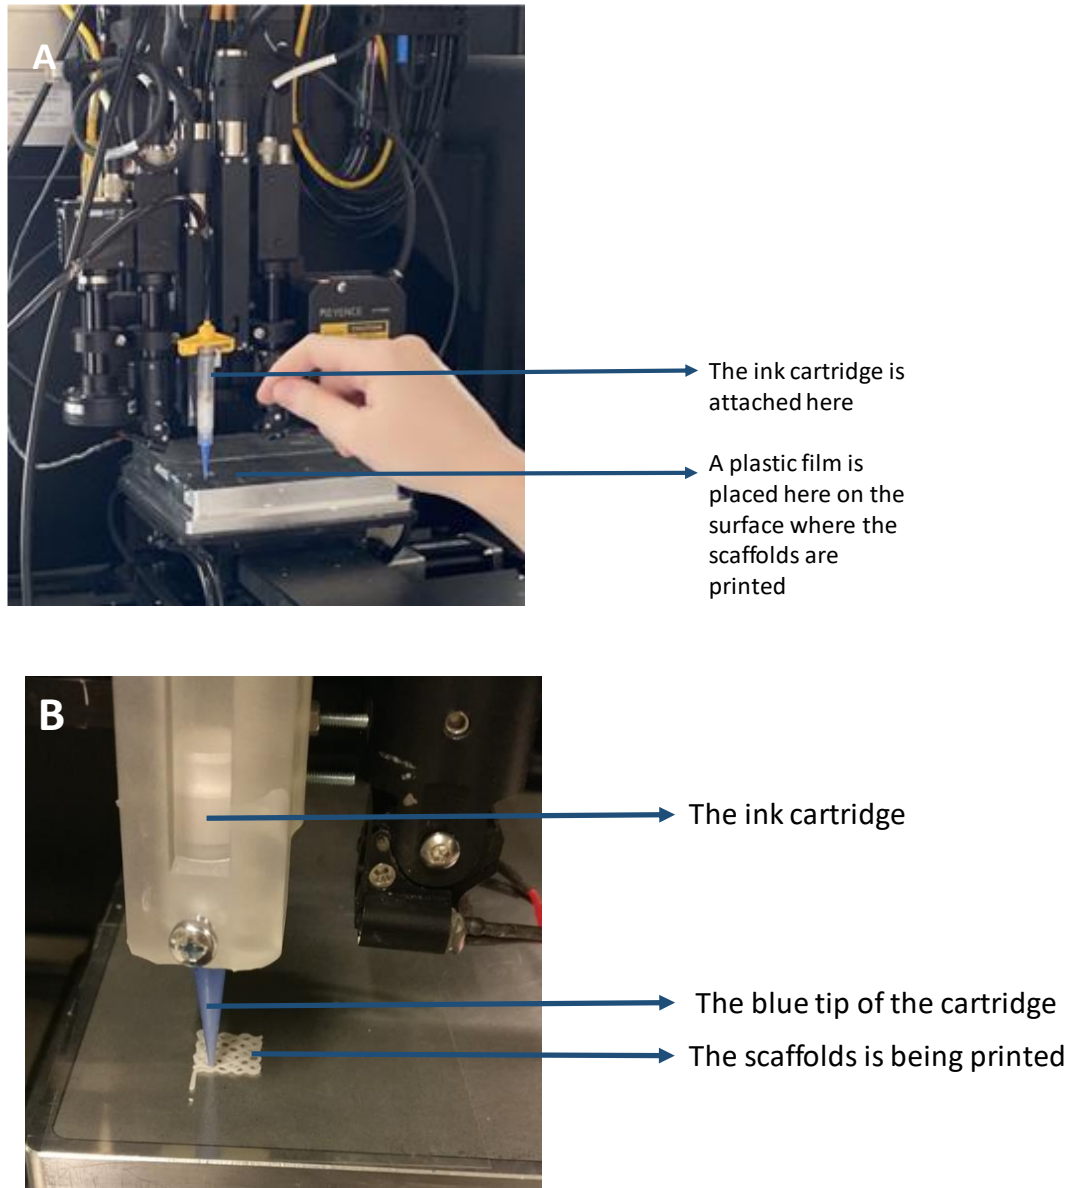 A
KEYENCE
The ink cartridge is
attached here
A plastic film is
placed here on the
surface where the
scaffolds are
printed
B
The ink cartridge
The blue tip of the cartridge
The scaffolds is being printed